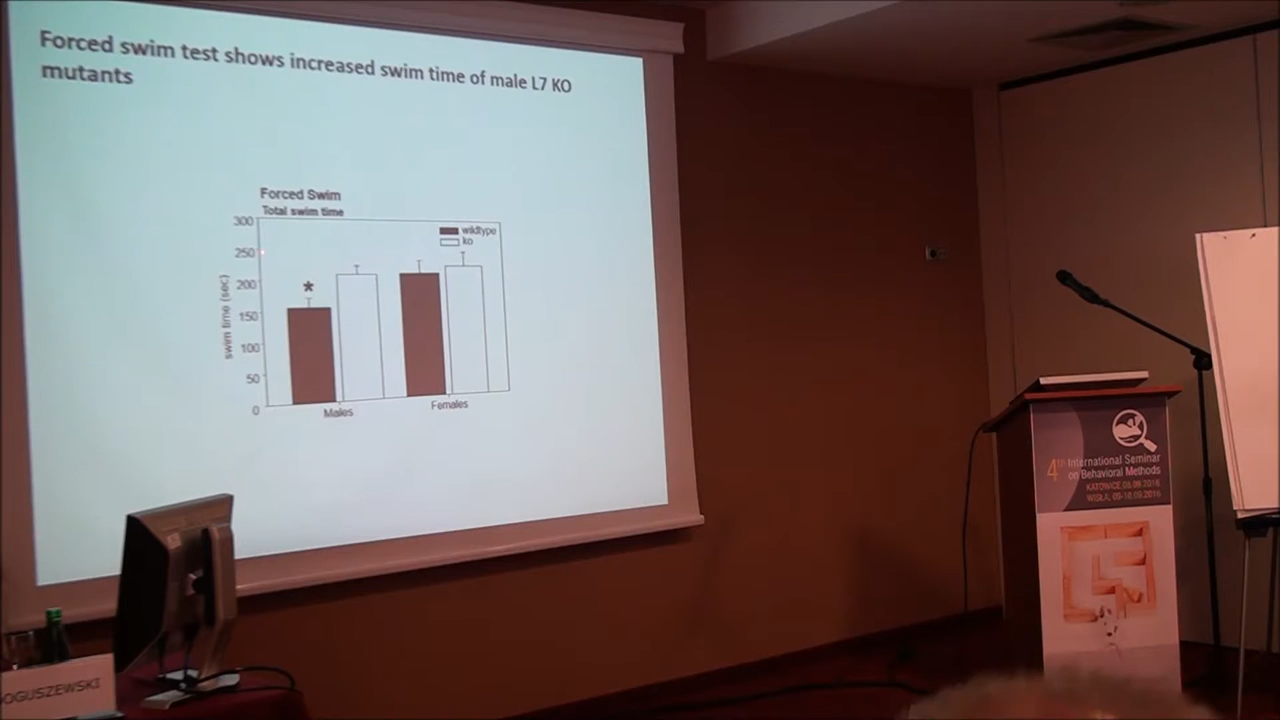 Forced swim test shows increased swim time of male L7 KO
mutants
Forced Swim
Total swim time
300
250
200
150
100
50
0
swim time (sec)
wildtype
ko
*
Males
Females
4th International Seminar
on Behavioral Methods
KATOWICE 08.09.2016
WISŁA, 09-10.09.2016
OGUSZEWSKI